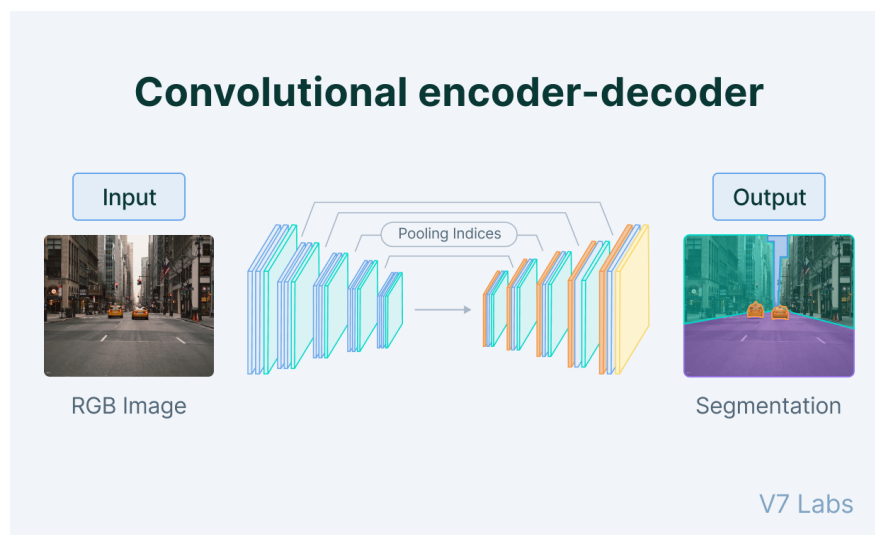 Convolutional encoder-decoder
Input
Output
Pooling Indices
RGB Image
Segmentation
V7 Labs